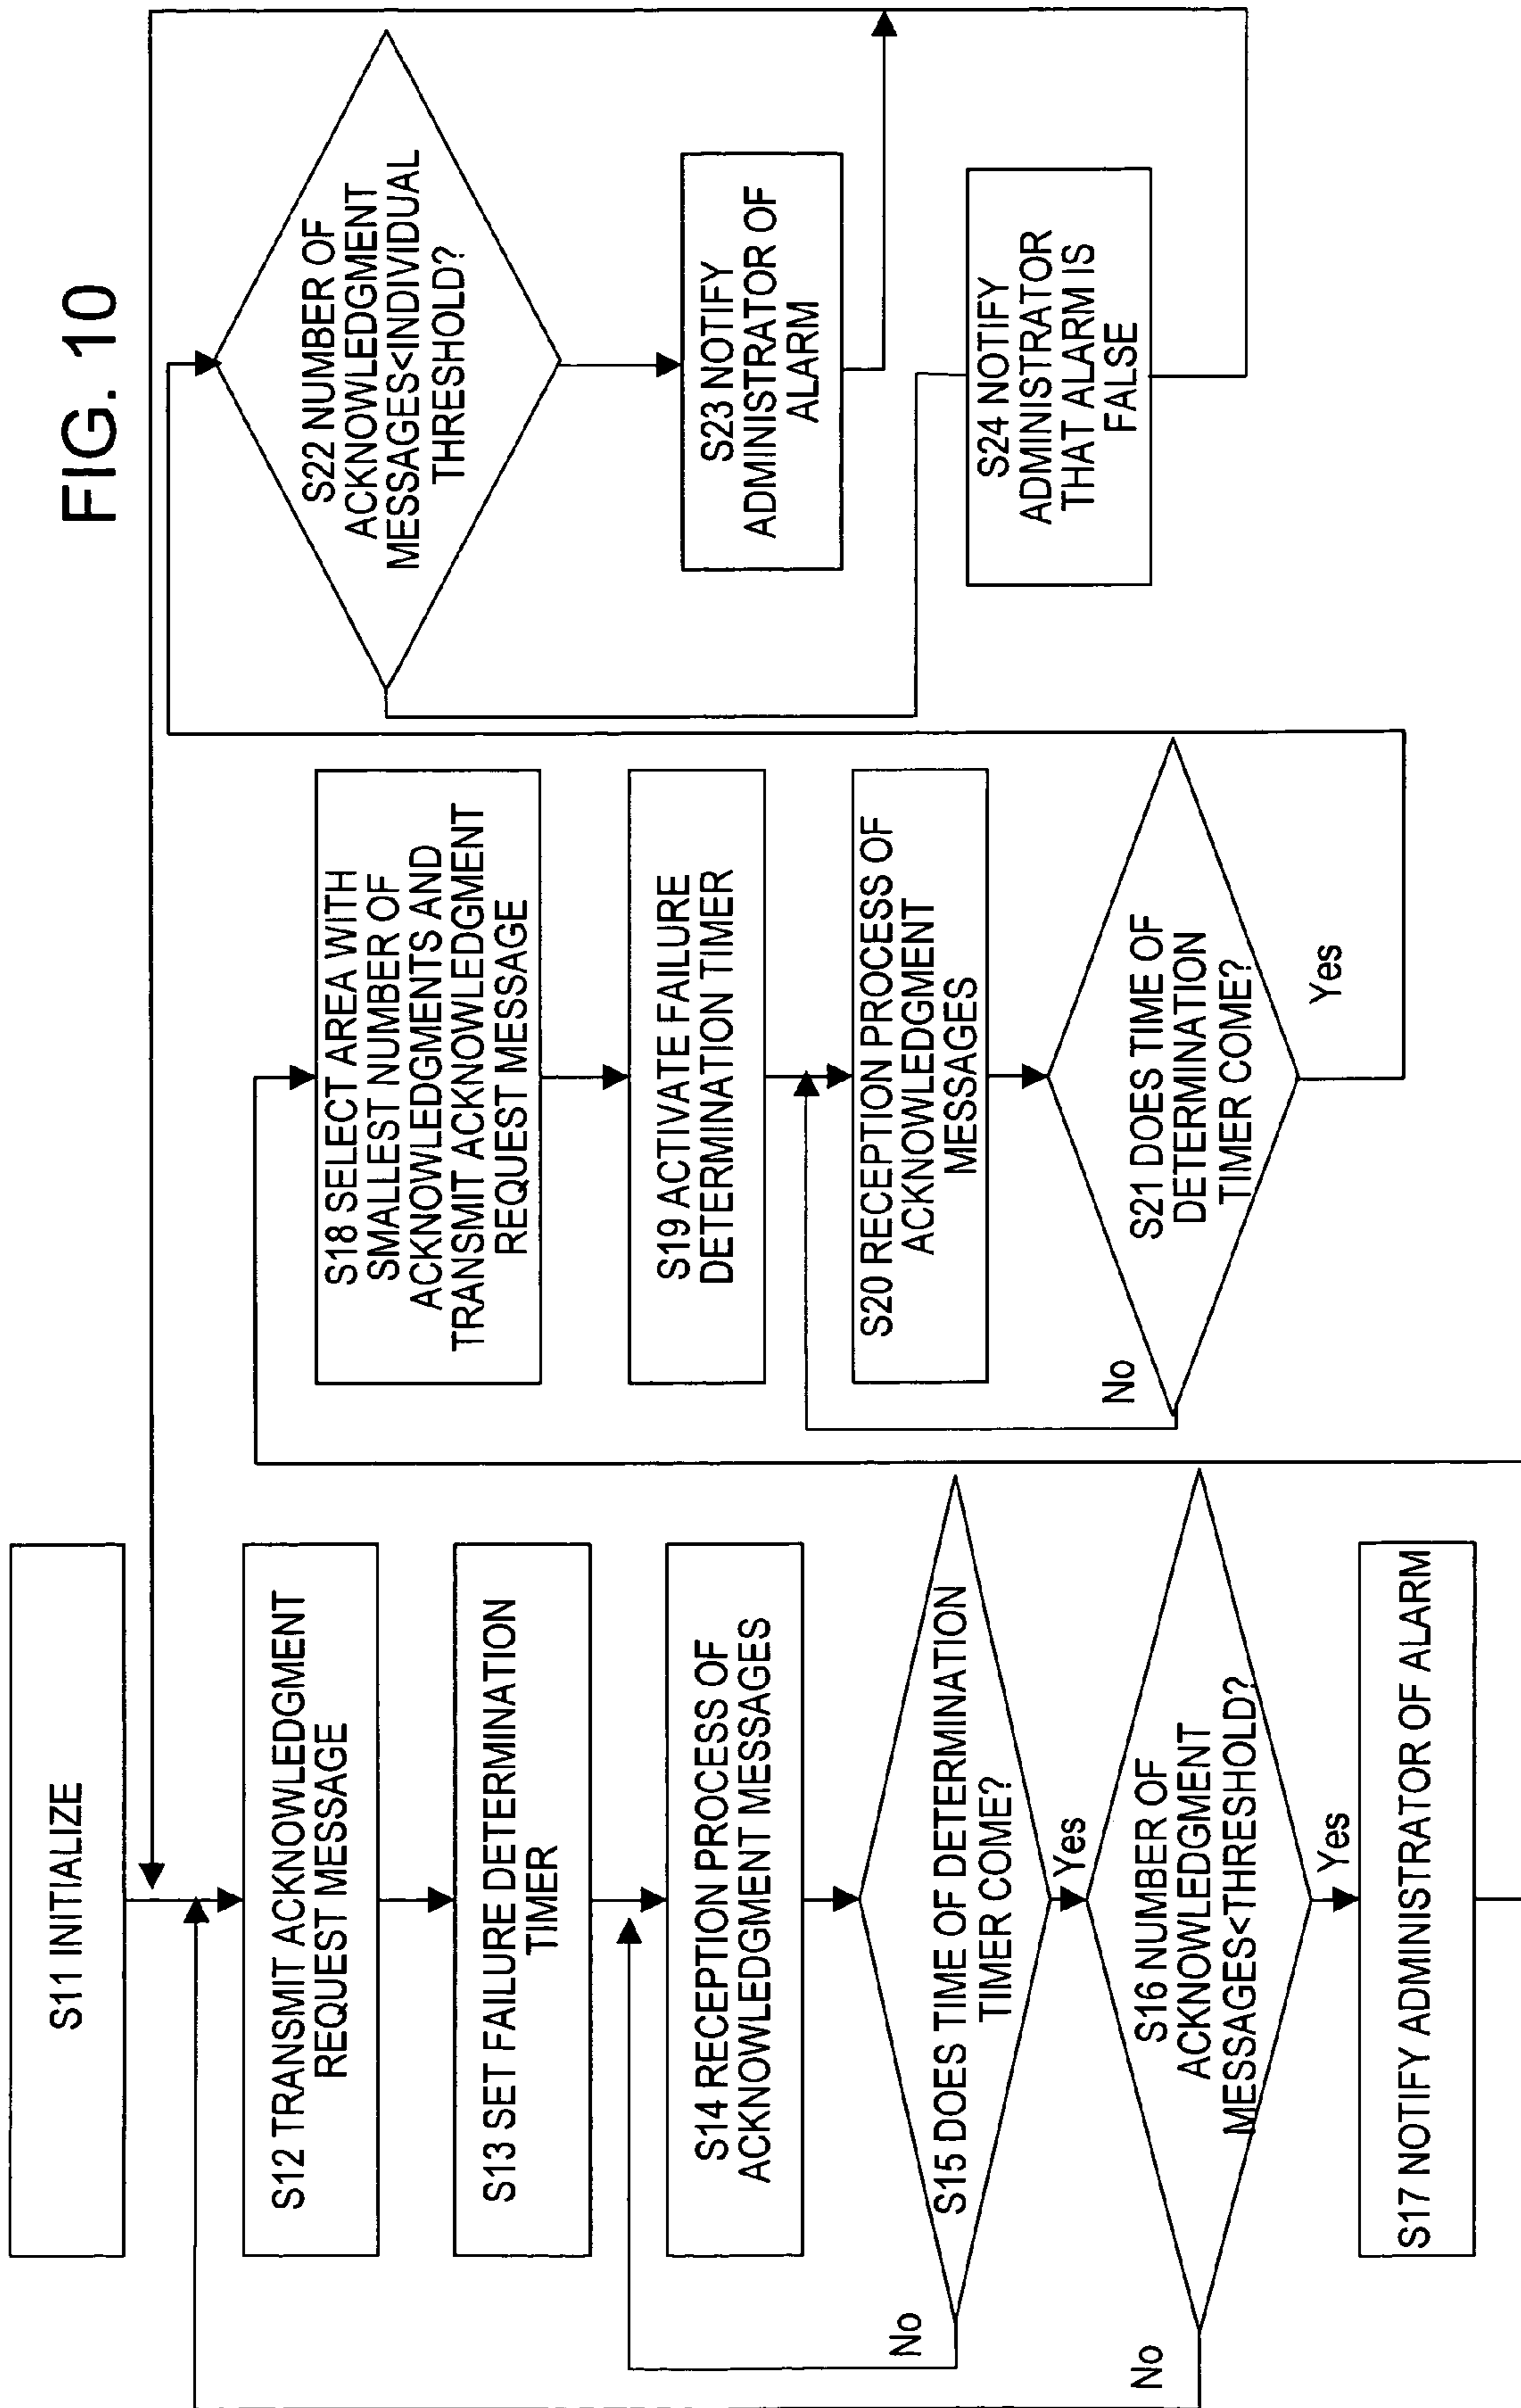 FIG. 10
S11 INITIALIZE
S12 TRANSMIT ACKNOWLEDGMENT
REQUEST MESSAGE
S13 SET FAILURE DETERMINATION
TIMER
S14 RECEPTION PROCESS OF
ACKNOWLEDGMENT MESSAGES
S15 DOES TIME OF DETERMINATION
TIMER COME?
No
Yes
S16 NUMBER OF
ACKNOWLEDGMENT
MESSAGES<THRESHOLD?
No
Yes
S17 NOTIFY ADMINISTRATOR OF ALARM
S18 SELECT AREA WITH
SMALLEST NUMBER OF
ACKNOWLEDGMENTS AND
TRANSMIT ACKNOWLEDGMENT
REQUEST MESSAGE
S19 ACTIVATE FAILURE
DETERMINATION TIMER
S20 RECEPTION PROCESS OF
ACKNOWLEDGMENT
MESSAGES
S21 DOES TIME OF
DETERMINATION
TIMER COME?
No
Yes
S22 NUMBER OF
ACKNOWLEDGMENT
MESSAGES<INDIVIDUAL
THRESHOLD?
S23 NOTIFY
ADMINISTRATOR OF
ALARM
S24 NOTIFY
ADMINISTRATOR
THAT ALARM IS
FALSE